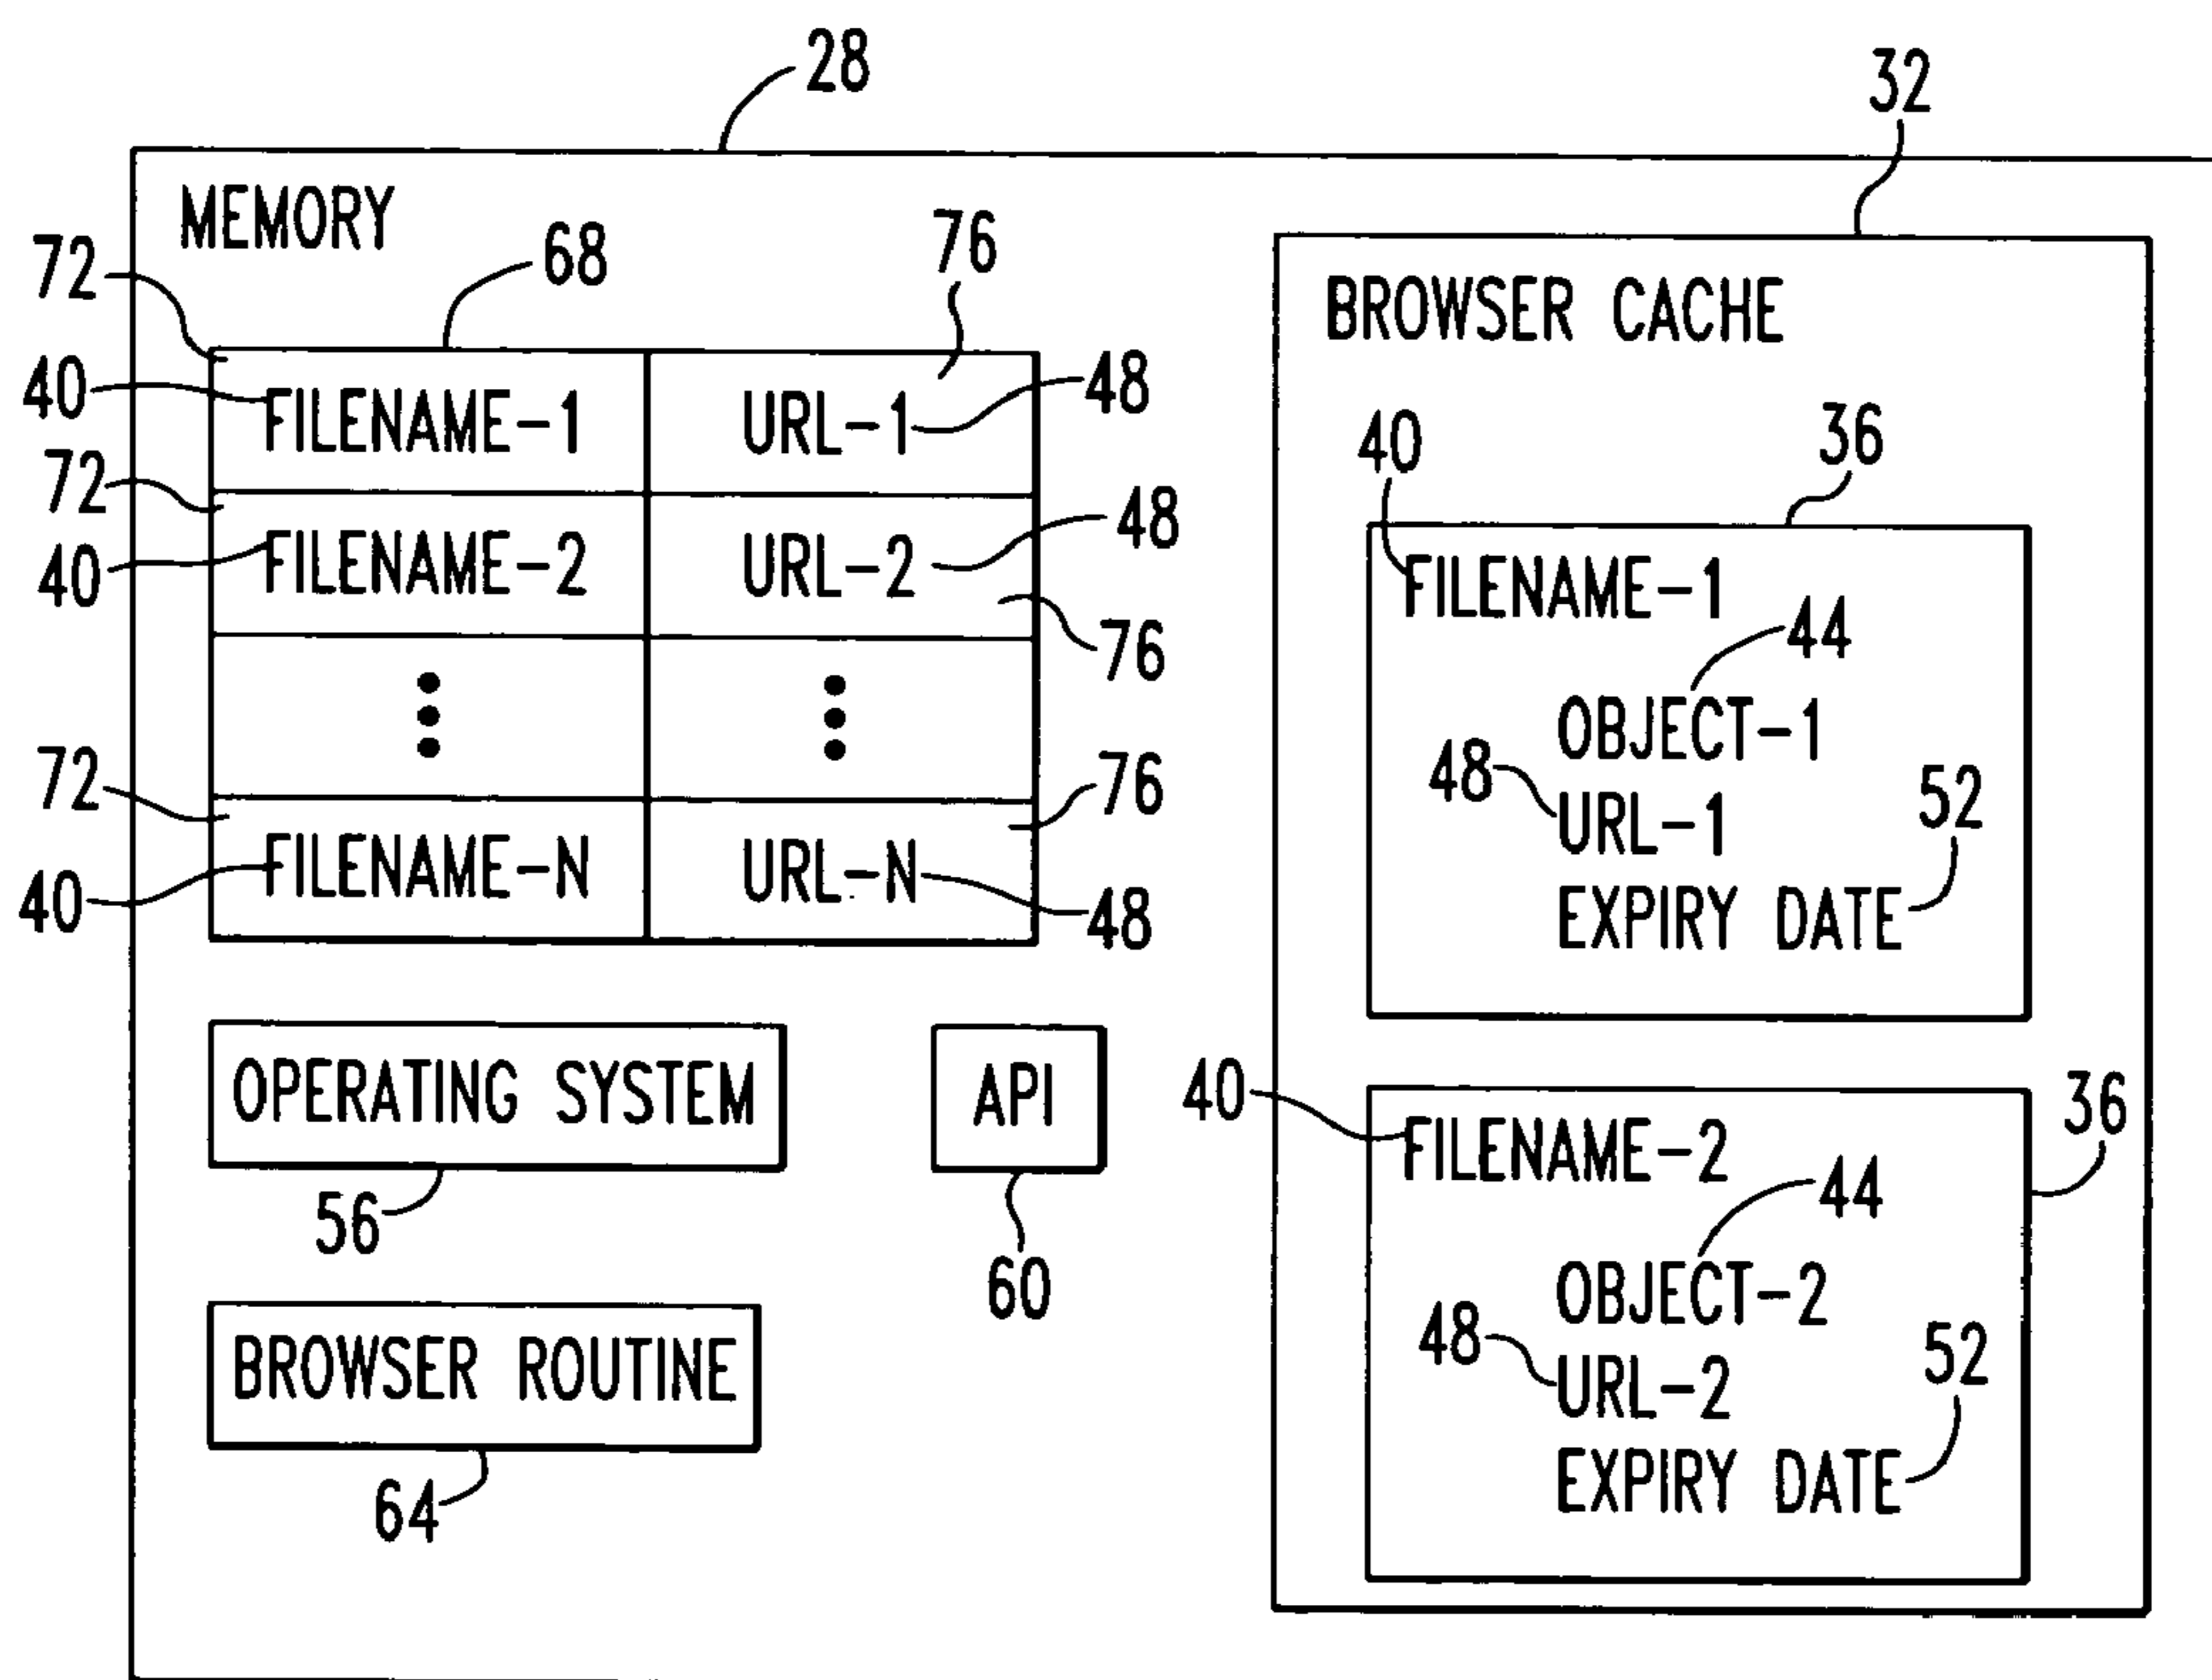 28
32
MEMORY
72
68
76
BROWSER CACHE
40
FILENAME-1
URL-1
48
72
40
FILENAME-2
URL-2
48
76
72
76
40
FILENAME-N
URL-N
48
40
36
FILENAME-1
44
OBJECT-1
48
URL-1
52
EXPIRY DATE
OPERATING SYSTEM
API
56
60
40
FILENAME-2
36
44
OBJECT-2
48
URL-2
52
EXPIRY DATE
BROWSER ROUTINE
64